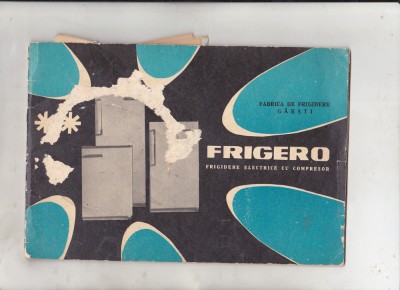 FABRICA DE FRIGIDERE
GĂEȘTI
FRIGERO
FRIGIDERE ELECTRICE CU COMPRESOR